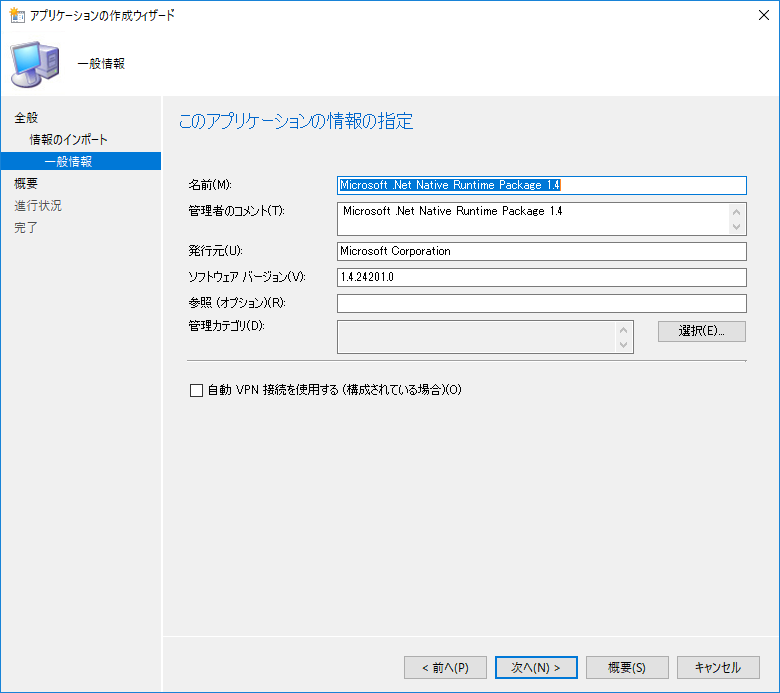 アプリケーションの作成ウィザード
一般情報
全般
情報のインポート
一般情報
概要
進行状況
完了
このアプリケーションの情報の指定
名前(M): Microsoft .Net Native Runtime Package 1.4
管理者のコメント(T): Microsoft .Net Native Runtime Package 1.4
発行元(U): Microsoft Corporation
ソフトウェア バージョン(V): 1.4.24201.0
参照 (オプション)(R):
管理カテゴリ(D): 選択(E)...
自動 VPN 接続を使用する (構成されている場合)(O)
< 前へ(P) 次へ(N) > 概要(S) キャンセル